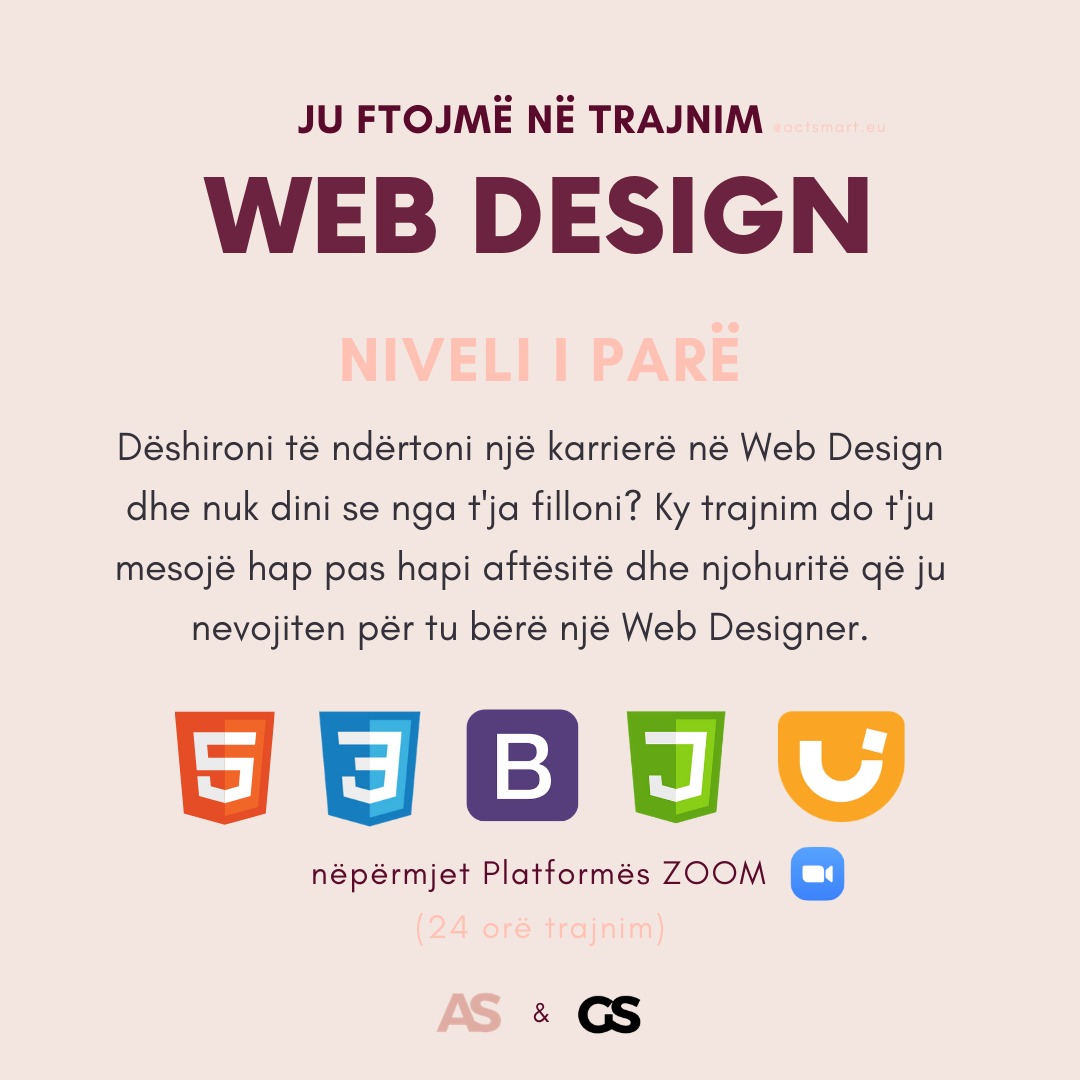 JU FTOJMË NË TRAJNIM @actsmart.eu
WEB DESIGN
NIVELI I PARË
Dëshironi të ndërtoni një karrierë në Web Design
dhe nuk dini se nga t'ja filloni? Ky trajnim do t'ju
mesojë hap pas hapi aftësitë dhe njohuritë që ju
nevojiten për tu bërë një Web Designer.
5 3 B J Ui
nëpërmjet Platformës ZOOM
(24 orë trajnim)
AS & GS